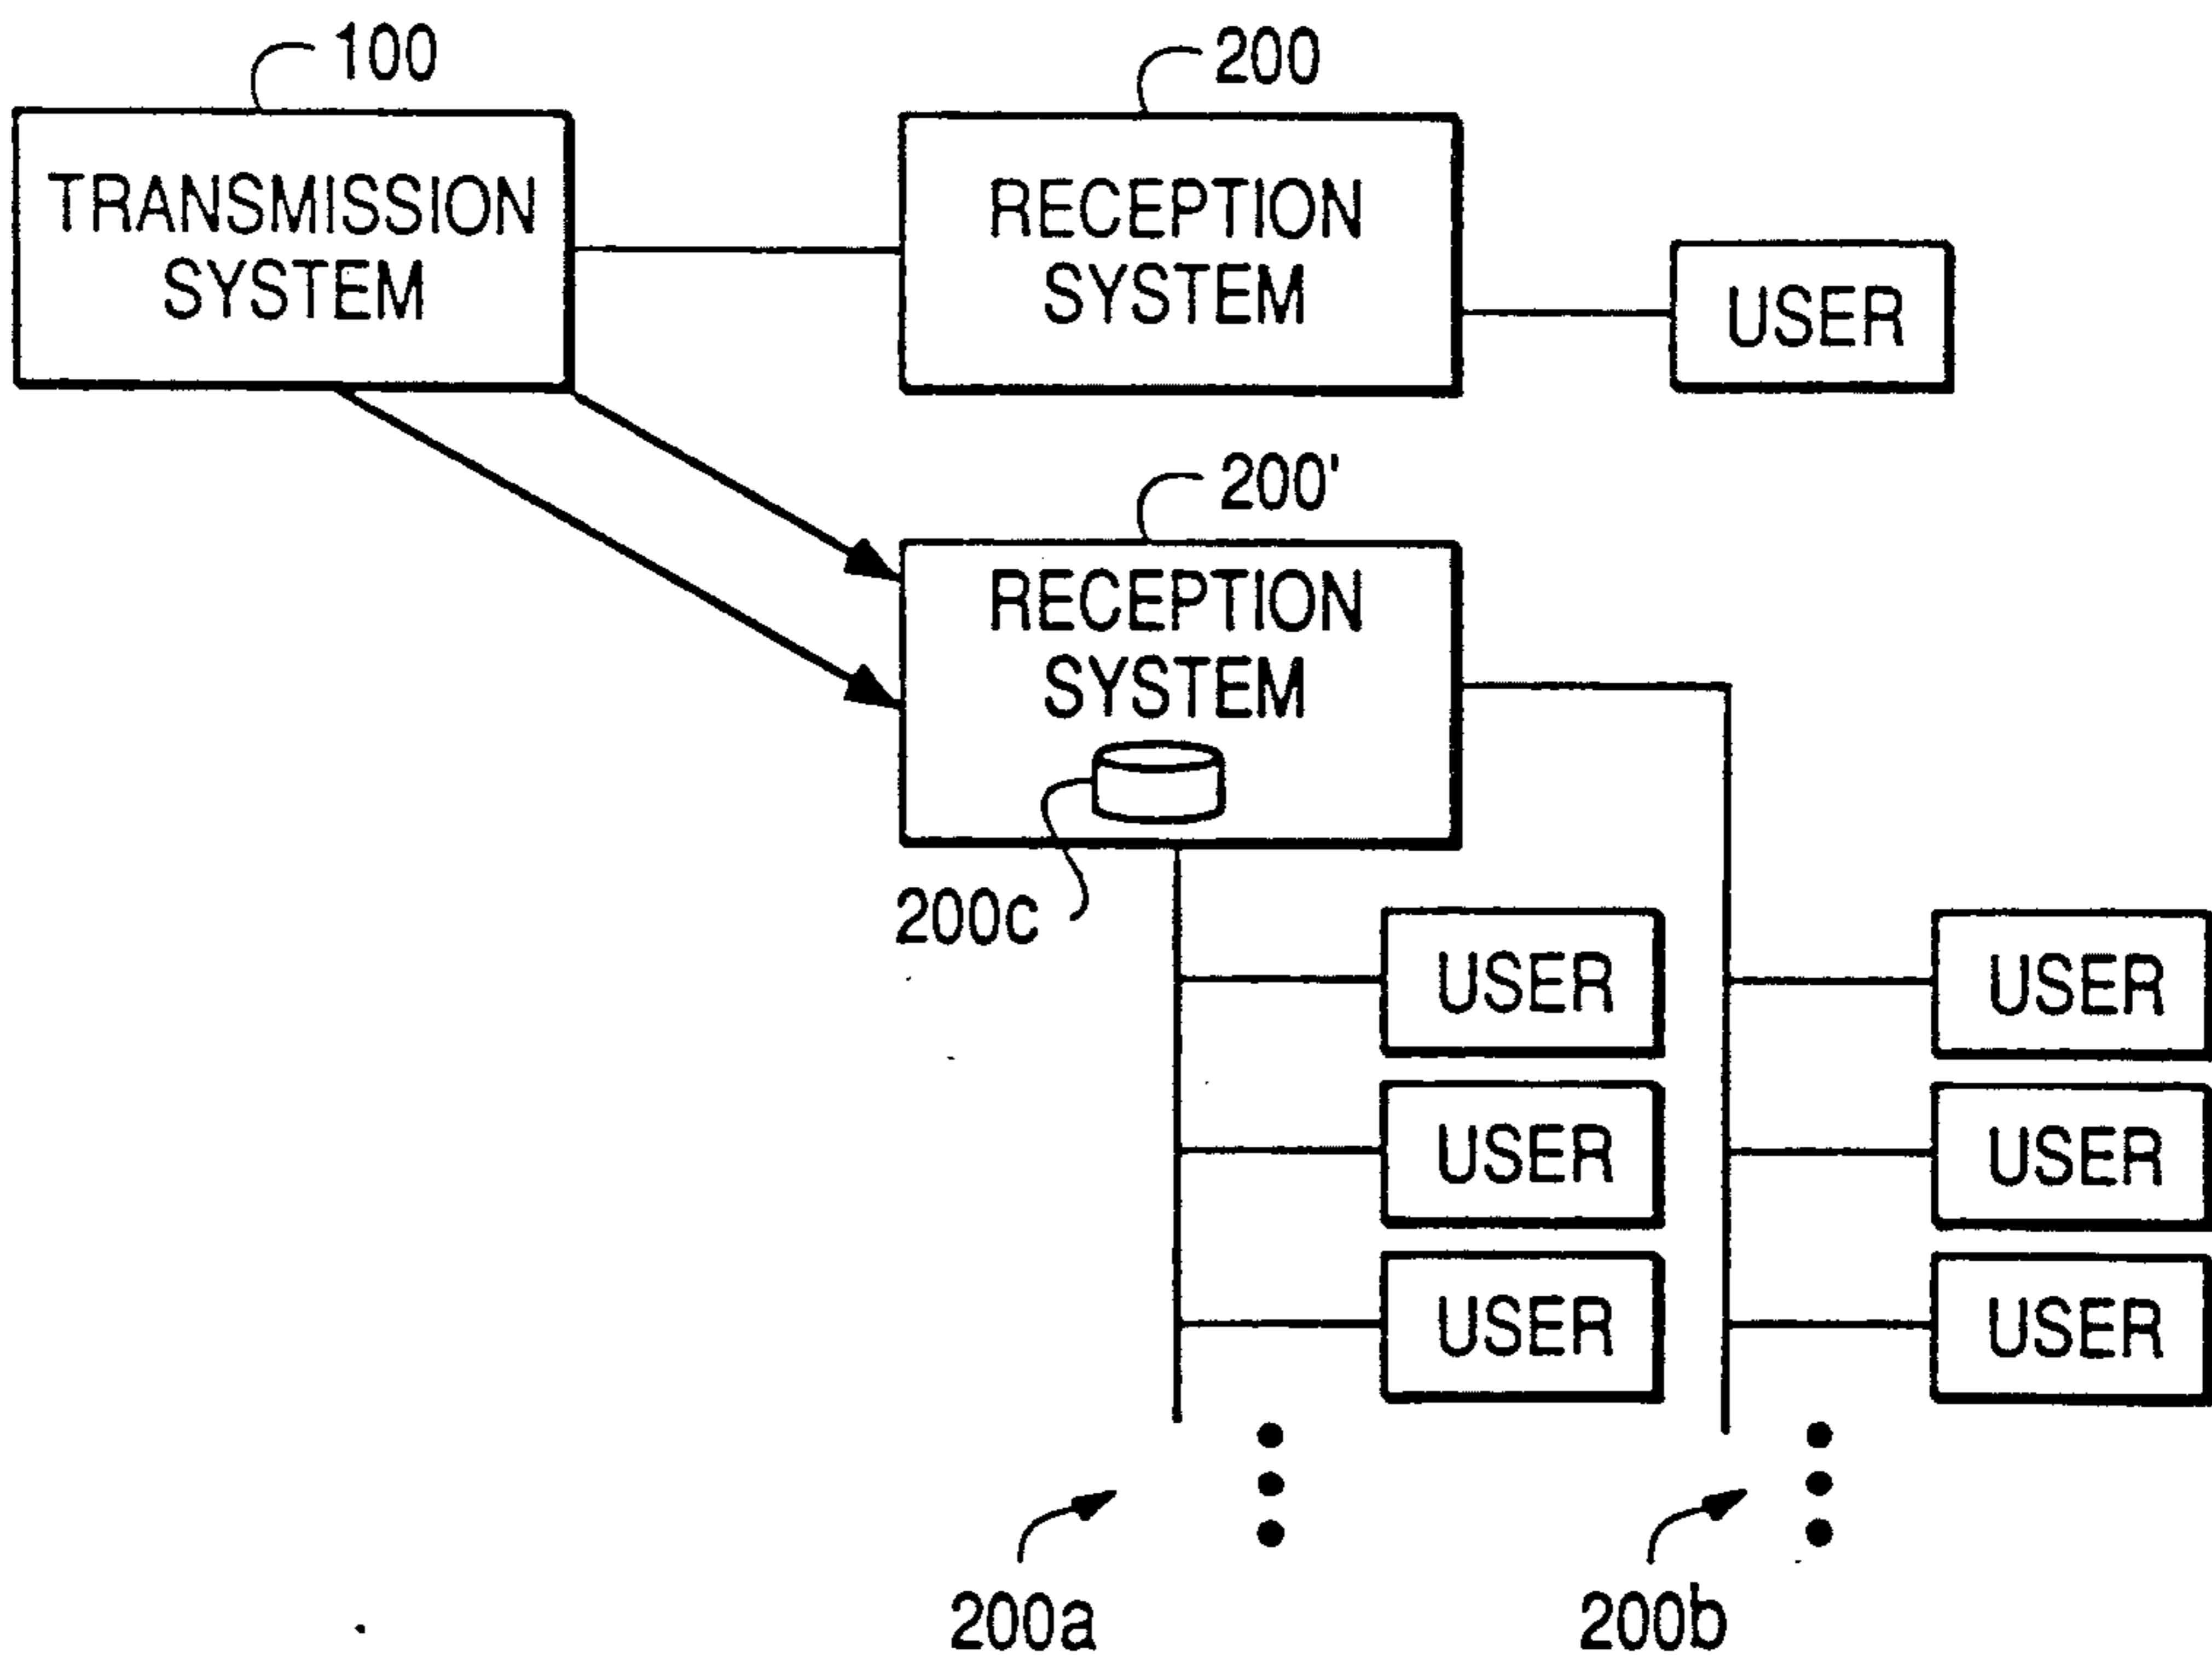 100
200
TRANSMISSION
SYSTEM
RECEPTION
SYSTEM
USER
200'
RECEPTION
SYSTEM
200c
USER
USER
USER
USER
USER
USER
200a
200b